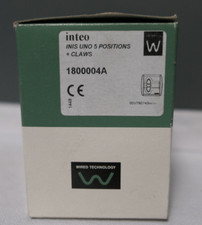 inteo
W
INIS UNO 5 POSITIONS
+ CLAWS
1800004A
CE
WIRED TECHNOLOGY
W